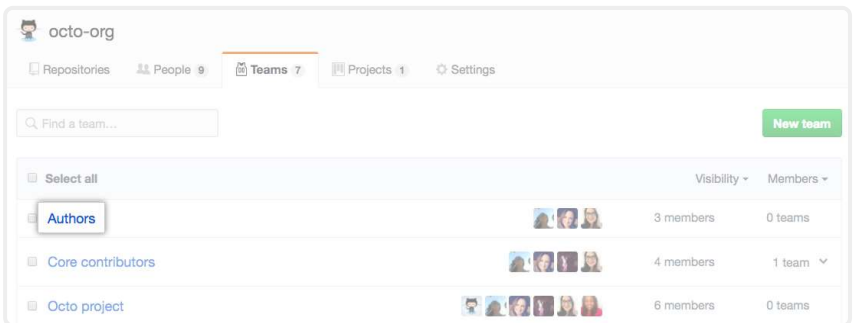 octo-org
Repositories People 9 Teams 7 Projects 1 Settings
Find a team... New team
Select all Visibility Members
Authors 3 members 0 teams
Core contributors 4 members 1 team
Octo project 6 members 0 teams